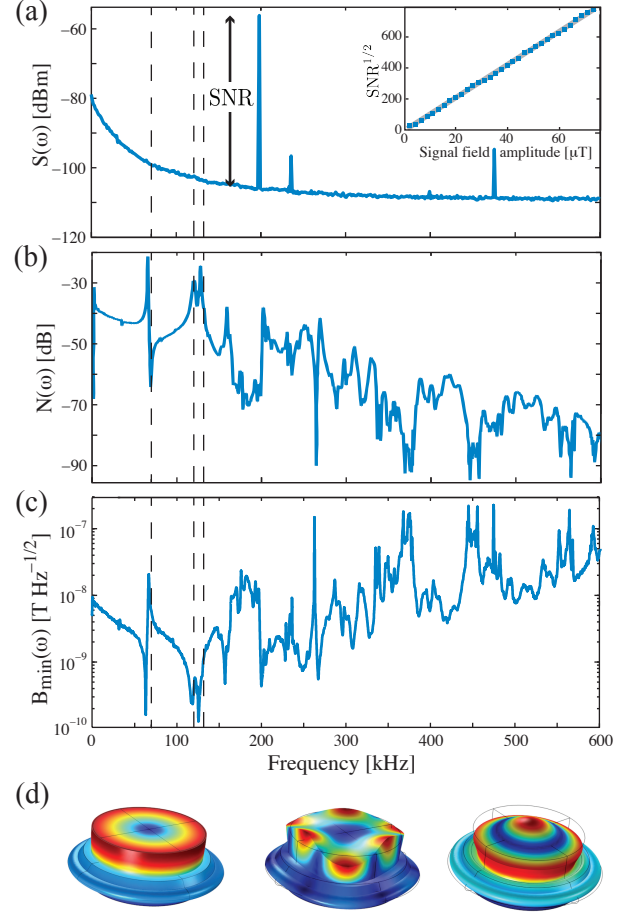 (a)
S(ω) [dBm]
−60
−80
−100
−120
SNR
SNR^1/2
600
400
200
0
0 20 40 60
Signal field amplitude [μT]
(b)
N(ω) [dB]
−30
−50
−70
−90
(c)
B_min(ω) [T Hz^−1/2]
10^−7
10^−8
10^−9
10^−10
0 100 200 300 400 500 600
Frequency [kHz]
(d)